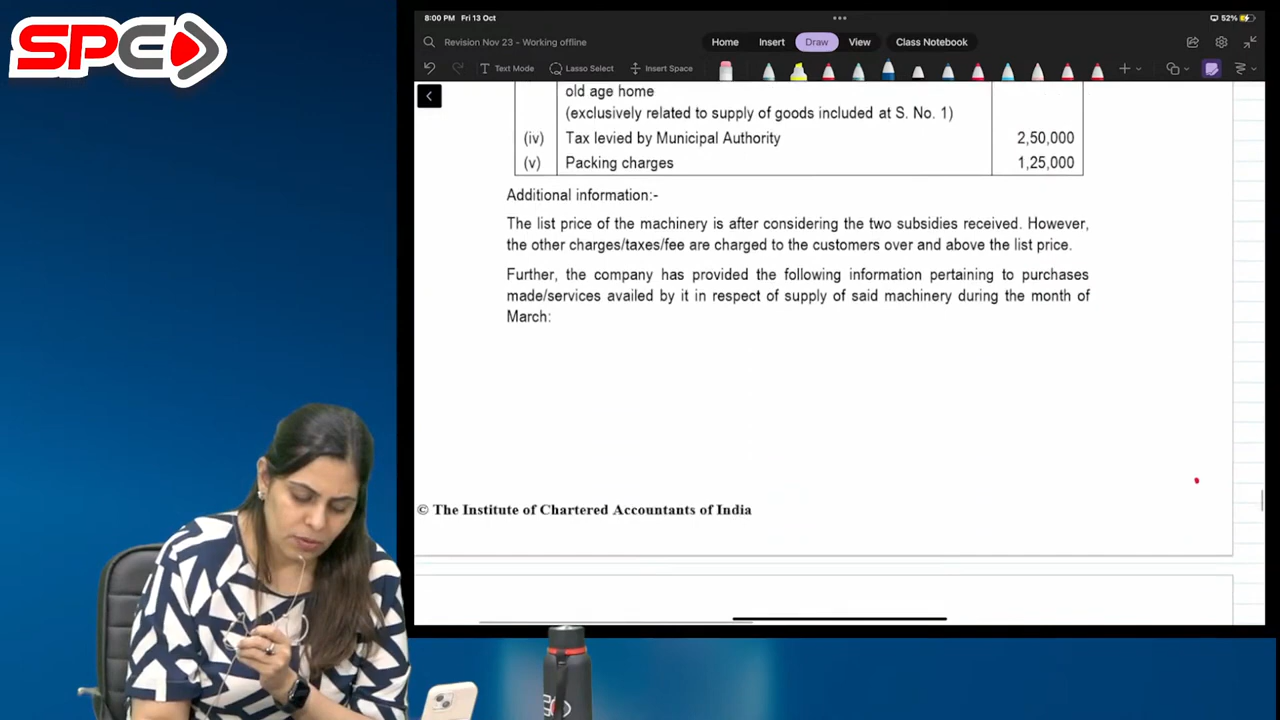 SPC
8:00 PM Fri 13 Oct
52%
Revision Nov 23 - Working offline
Home
Insert
Draw
View
Class Notebook
Text Mode
Lasso Select
Insert Space
old age home
(exclusively related to supply of goods included at S. No. 1)
(iv) Tax levied by Municipal Authority 2,50,000
(v) Packing charges 1,25,000
Additional information:-
The list price of the machinery is after considering the two subsidies received. However,
the other charges/taxes/fee are charged to the customers over and above the list price.
Further, the company has provided the following information pertaining to purchases
made/services availed by it in respect of supply of said machinery during the month of
March:
© The Institute of Chartered Accountants of India